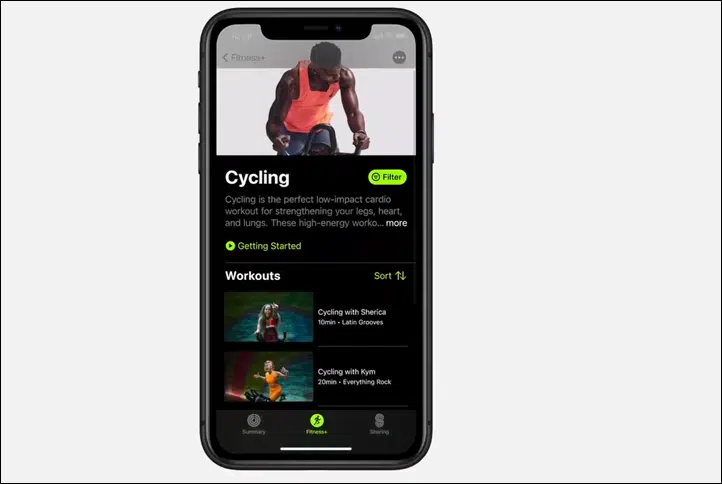 Fitness+
Cycling
Filter
Cycling is the perfect low-impact cardio
workout for strengthening your legs, heart,
and lungs. These high-energy worko... more
Getting Started
Workouts
Sort
Cycling with Sherica
10min • Latin Grooves
Cycling with Kym
20min • Everything Rock
Summary
Fitness+
Sharing